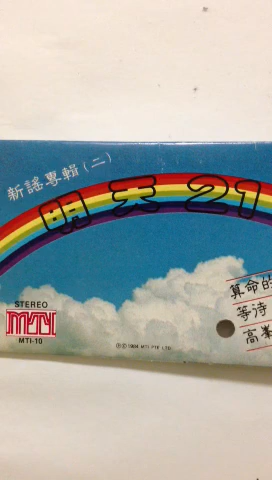 新謠專輯(二)
明天21
STEREO
MTI-10
℗ © 1984 MTI PTE LTD
算命的
等待
高峯